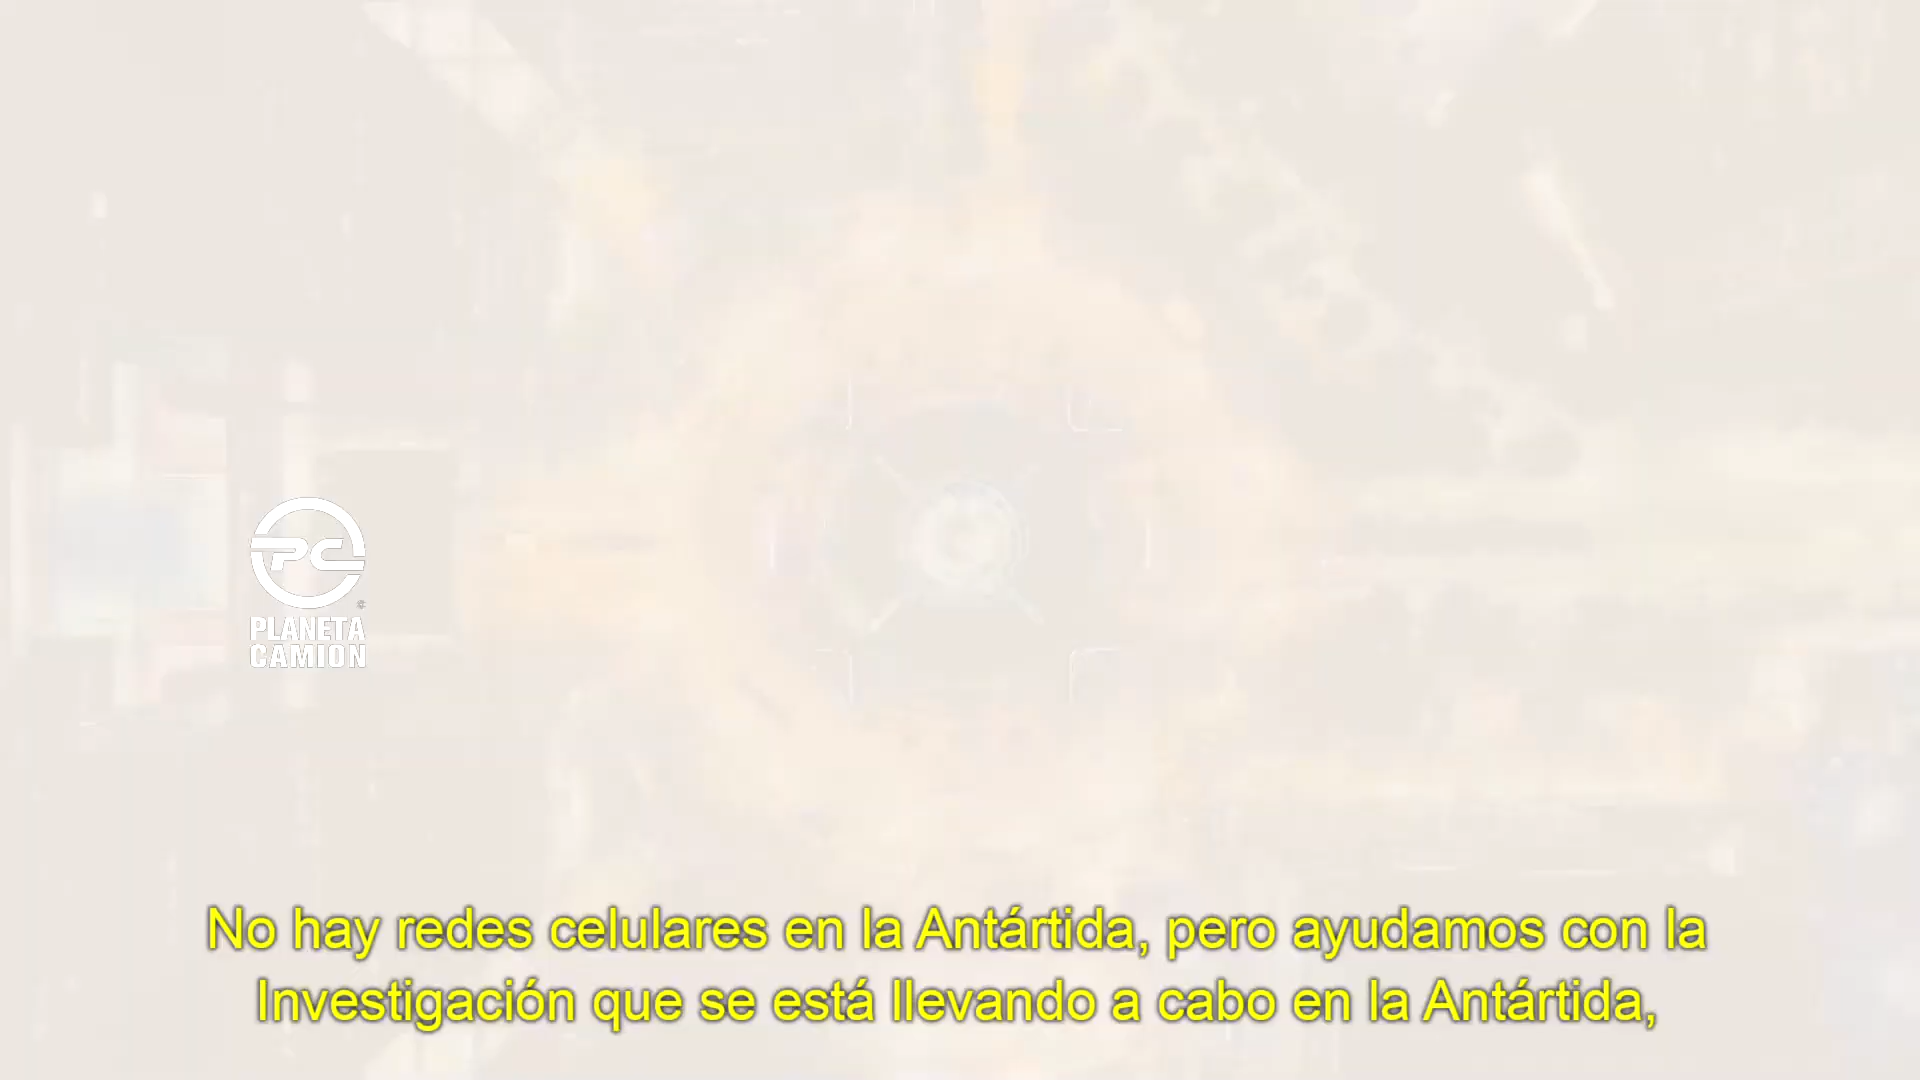 PC
PLANETA
CAMION
No hay redes celulares en la Antártida, pero ayudamos con la
Investigación que se está llevando a cabo en la Antártida,